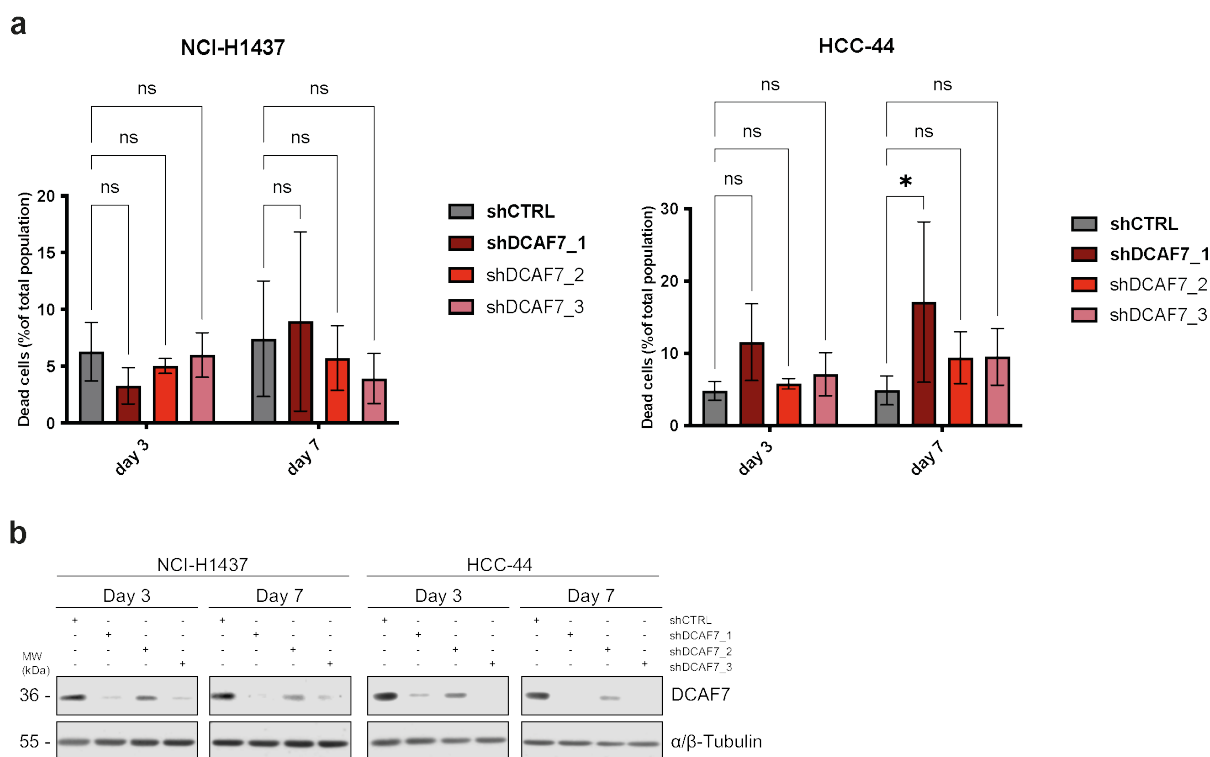 a
NCI-H1437
ns
ns
ns
ns
ns
ns
20
15
10
5
0
Dead cells (%of total population)
day 3
day 7
shCTRL
shDCAF7_1
shDCAF7_2
shDCAF7_3
HCC-44
ns
ns
ns
ns
ns
*
30
20
10
0
Dead cells (%of total population)
day 3
day 7
shCTRL
shDCAF7_1
shDCAF7_2
shDCAF7_3
b
NCI-H1437 HCC-44
Day 3 Day 7 Day 3 Day 7
+ - - - + - - - + - - - + - - - shCTRL
- + - - - + - - - + - - - + - - shDCAF7_1
- - + - - - + - - - + - - - + - shDCAF7_2
- - - + - - - + - - - + - - - + shDCAF7_3
MW
(kDa)
36 - DCAF7
55 - α/β-Tubulin